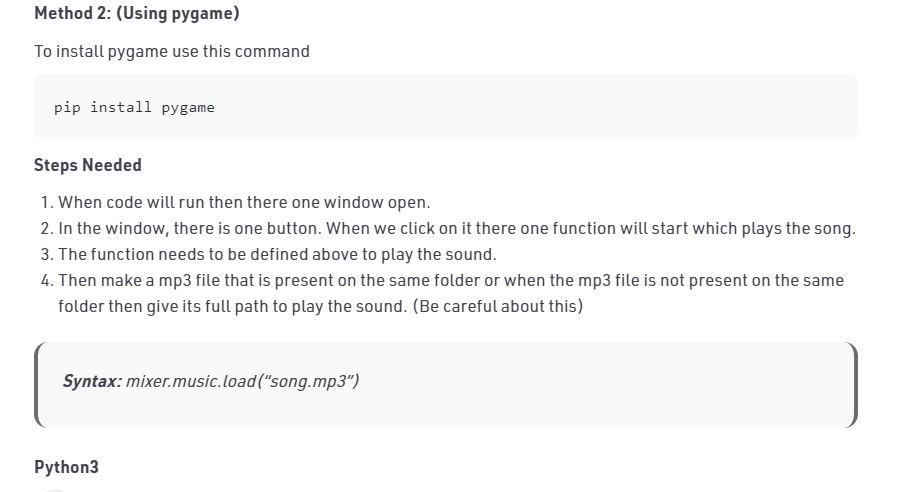 Method 2: (Using pygame)
To install pygame use this command
pip install pygame
Steps Needed
1. When code will run then there one window open.
2. In the window, there is one button. When we click on it there one function will start which plays the song.
3. The function needs to be defined above to play the sound.
4. Then make a mp3 file that is present on the same folder or when the mp3 file is not present on the same
folder then give its full path to play the sound. (Be careful about this)
Syntax: mixer.music.load(“song.mp3”)
Python3